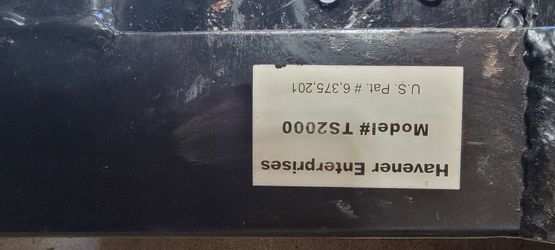 Havener Enterprises
Model# TS2000
U.S. Pat. # 6,375,201